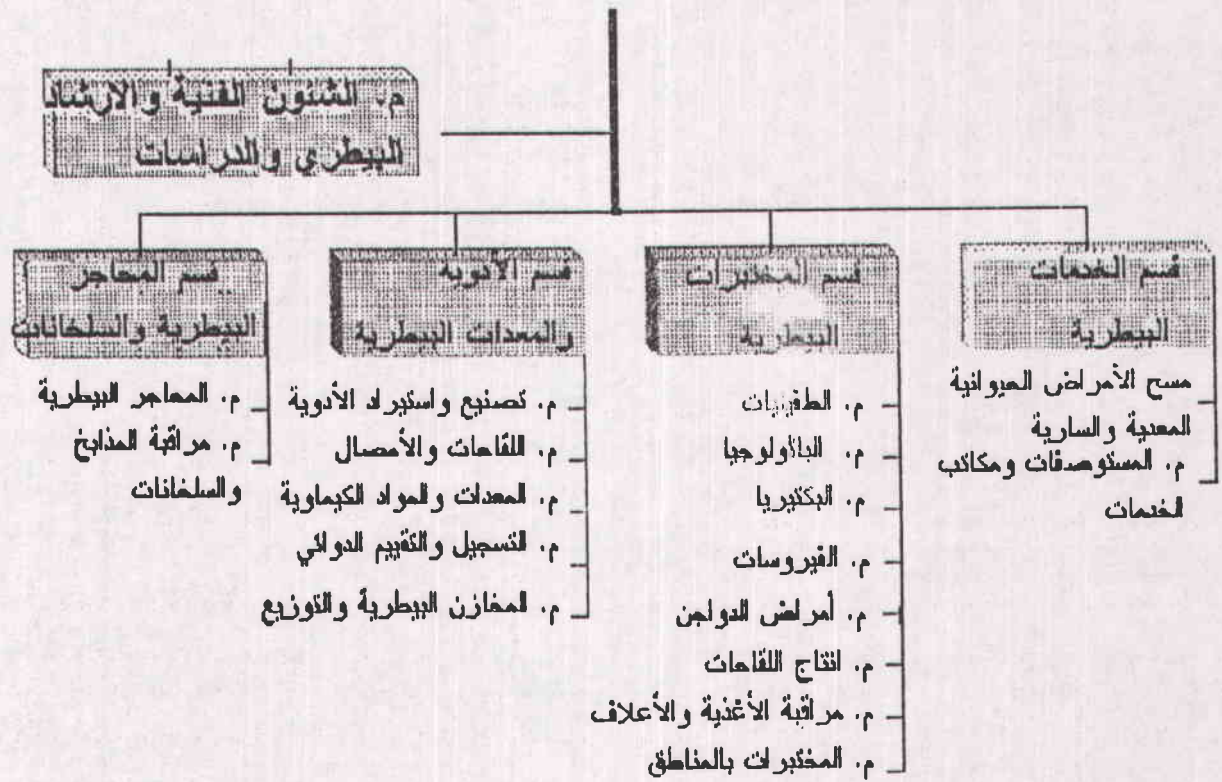 م. الشئون الفنية والارشاد
البيطري والدراسات
قسم الخدمات
البيطرية
مسح الأمراض الحيوانية
المعدية والسارية
م. المستوصفات ومكاتب
الخدمات
قسم المختبرات
البيطرية
م. الطفيليات
م. الباثولوجيا
م. البكتيريا
م. الفيروسات
م. أمراض الدواجن
م. انتاج اللقاحات
م. مراقبة الأغذية والأعلاف
م. المختبرات بالمناطق
قسم الأدوية
والمعدات البيطرية
م. تصنيع واستيراد الأدوية
م. اللقاحات والأمصال
م. المعدات والمواد الكيماوية
م. التسجيل والتقييم الدوائي
م. المخازن البيطرية والتوزيع
قسم المحاجر
البيطرية والسلخانات
م. المحاجر البيطرية
م. مراقبة المذابخ
والسلخانات